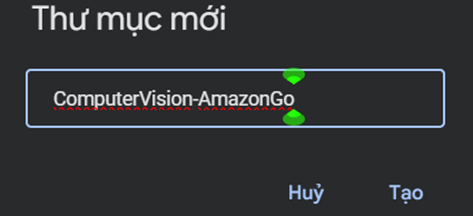 Thư mục mới
ComputerVision-AmazonGo
Huỷ Tạo